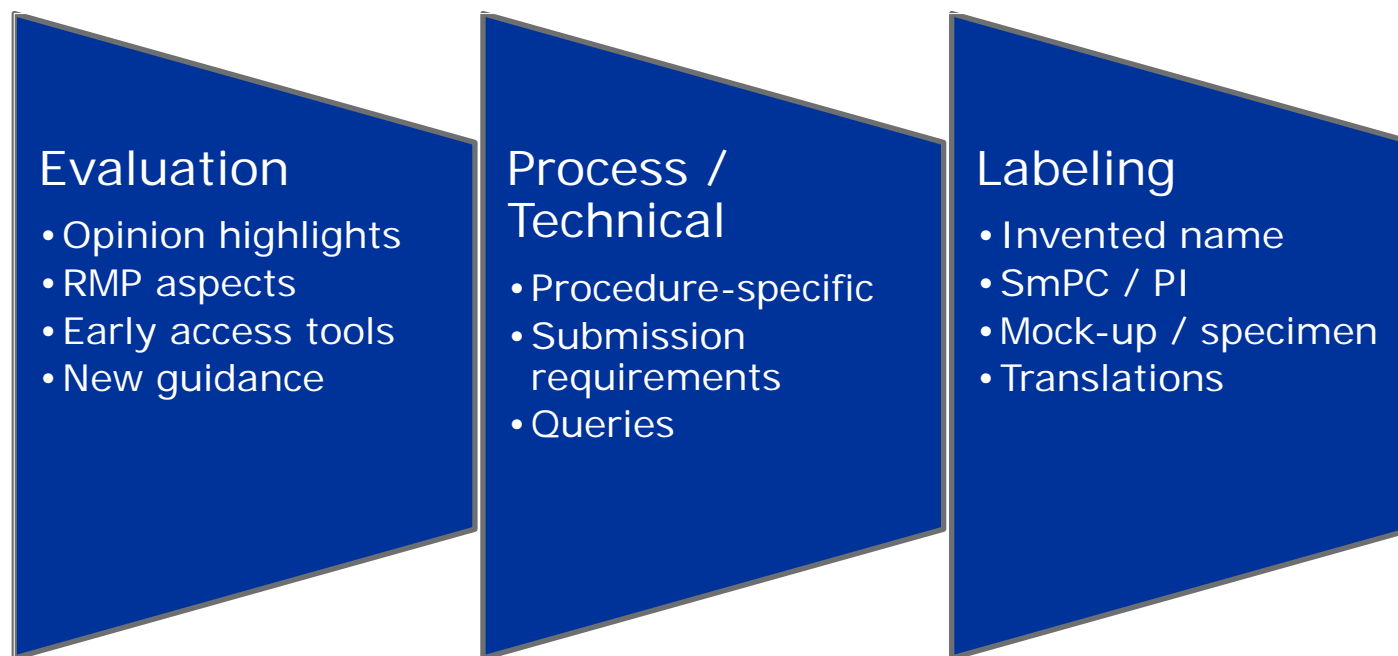 Evaluation
• Opinion highlights
• RMP aspects
• Early access tools
• New guidance
Process /
Technical
• Procedure-specific
• Submission
requirements
• Queries
Labeling
• Invented name
• SmPC / PI
• Mock-up / specimen
• Translations